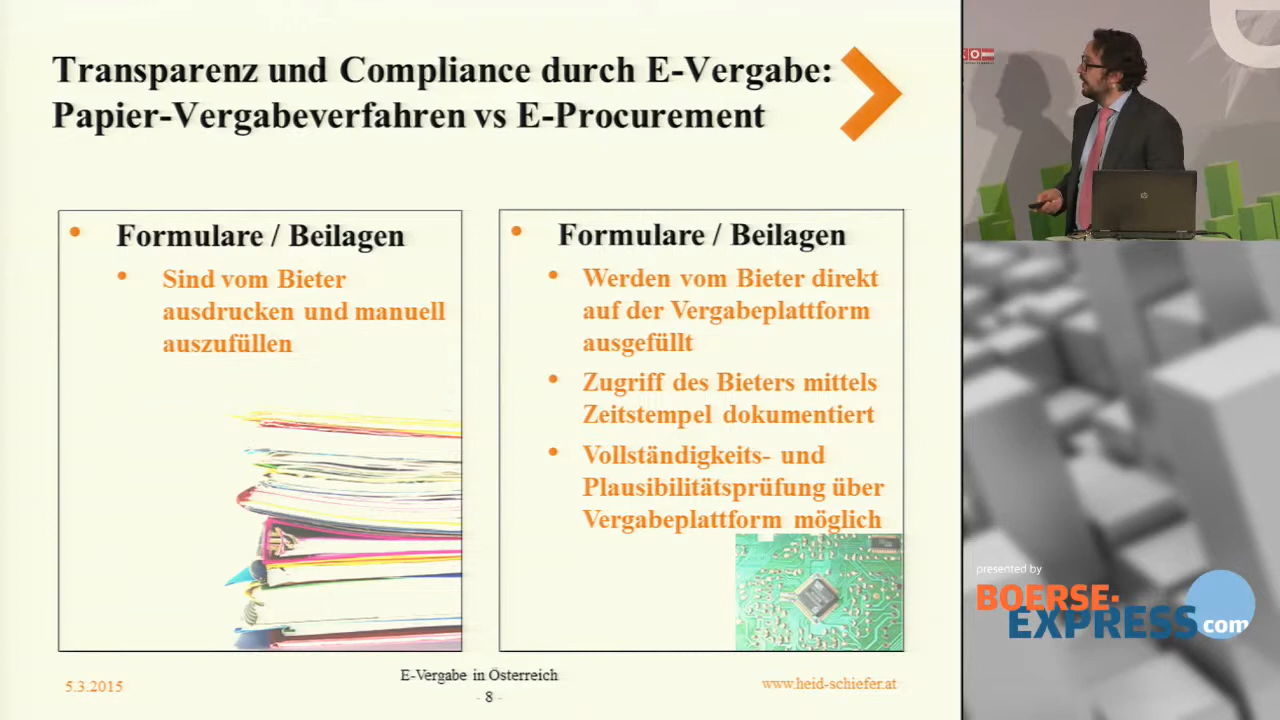 Transparenz und Compliance durch E-Vergabe:
Papier-Vergabeverfahren vs E-Procurement
• Formulare / Beilagen
• Sind vom Bieter
ausdrucken und manuell
auszufüllen
• Formulare / Beilagen
• Werden vom Bieter direkt
auf der Vergabeplattform
ausgefüllt
• Zugriff des Bieters mittels
Zeitstempel dokumentiert
• Vollständigkeits- und
Plausibilitätsprüfung über
Vergabeplattform möglich
5.3.2015
E-Vergabe in Österreich
- 8 -
www.heid-schiefer.at
presented by
BOERSE-
EXPRESS com